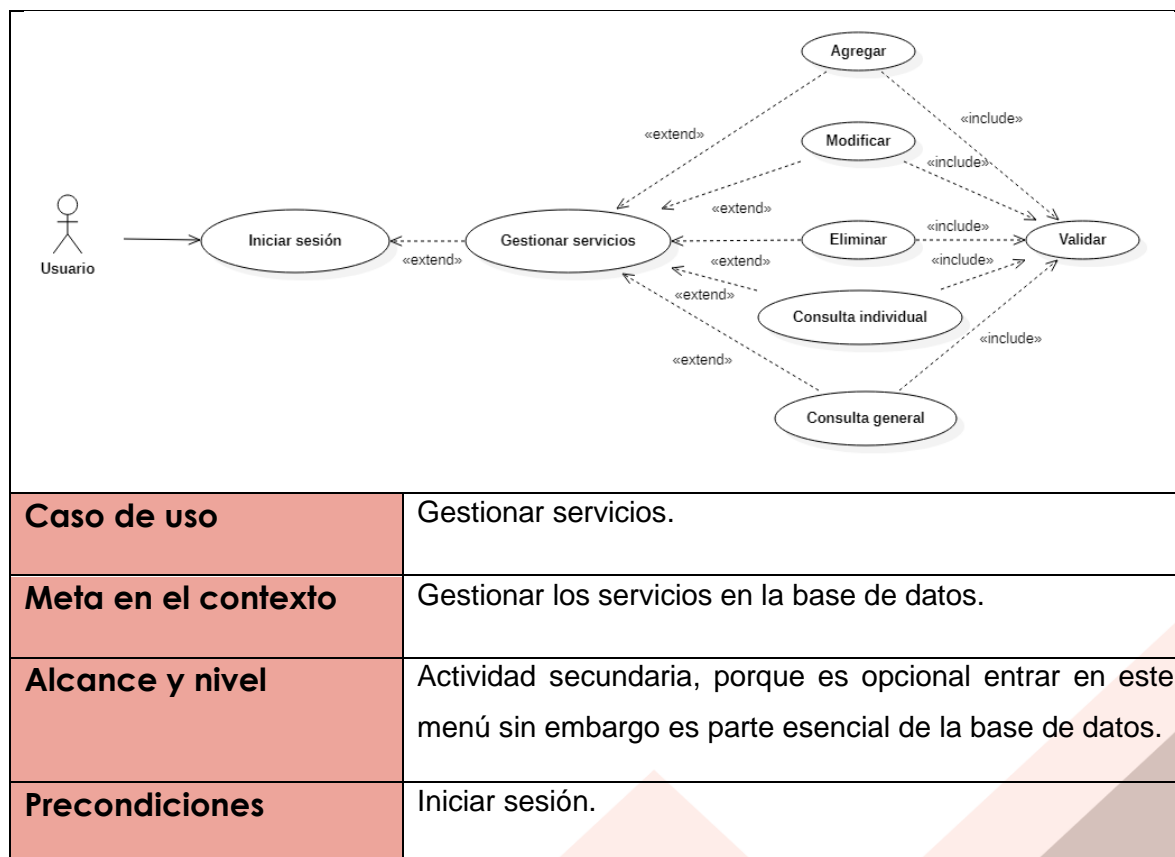 Agregar
«include»
«extend»
Modificar
«include»
«extend»
Usuario
Iniciar sesión
«extend»
Gestionar servicios
Eliminar
«include»
Validar
«extend»
«include»
«extend»
Consulta individual
«include»
«extend»
Consulta general
Caso de uso
Gestionar servicios.
Meta en el contexto
Gestionar los servicios en la base de datos.
Alcance y nivel
Actividad secundaria, porque es opcional entrar en este
menú sin embargo es parte esencial de la base de datos.
Precondiciones
Iniciar sesión.